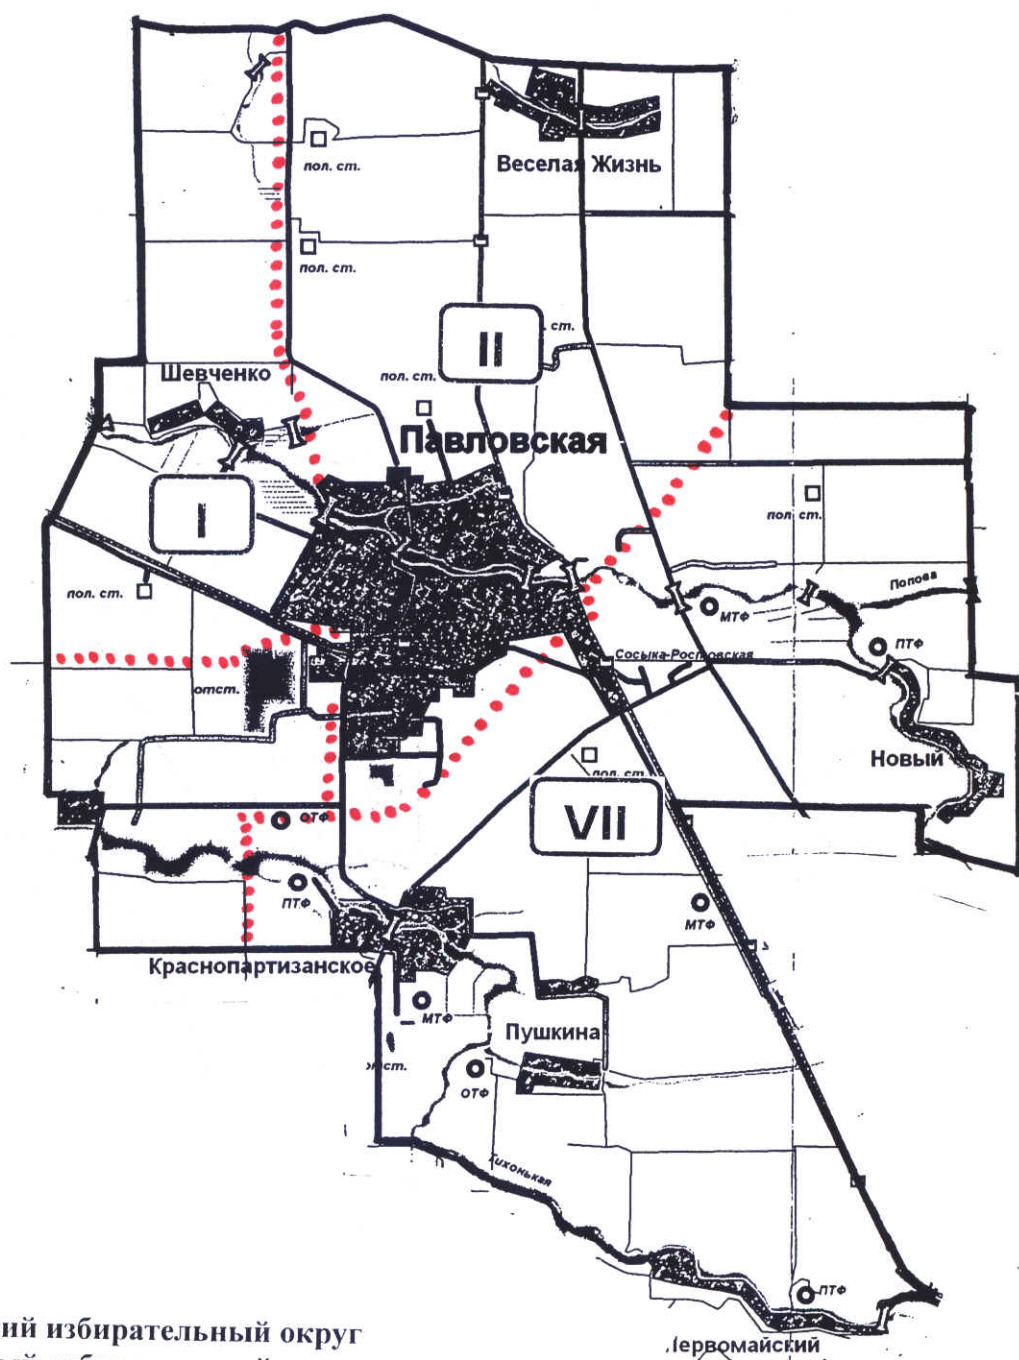 Веселая Жизнь
пол. ст.
пол. ст.
II
ст.
Шевченко
пол. ст.
Павловская
I
пол. ст.
пол. ст.
Попова
МТФ
ПТФ
Сосыка-Ростовская
отст.
Новый
пол. ст.
VII
ОТФ
ПТФ
МТФ
Краснопартизанское
МТФ
Пушкина
ст.
ОТФ
Тихонькая
ПТФ
ий избирательный округ
ервомайский